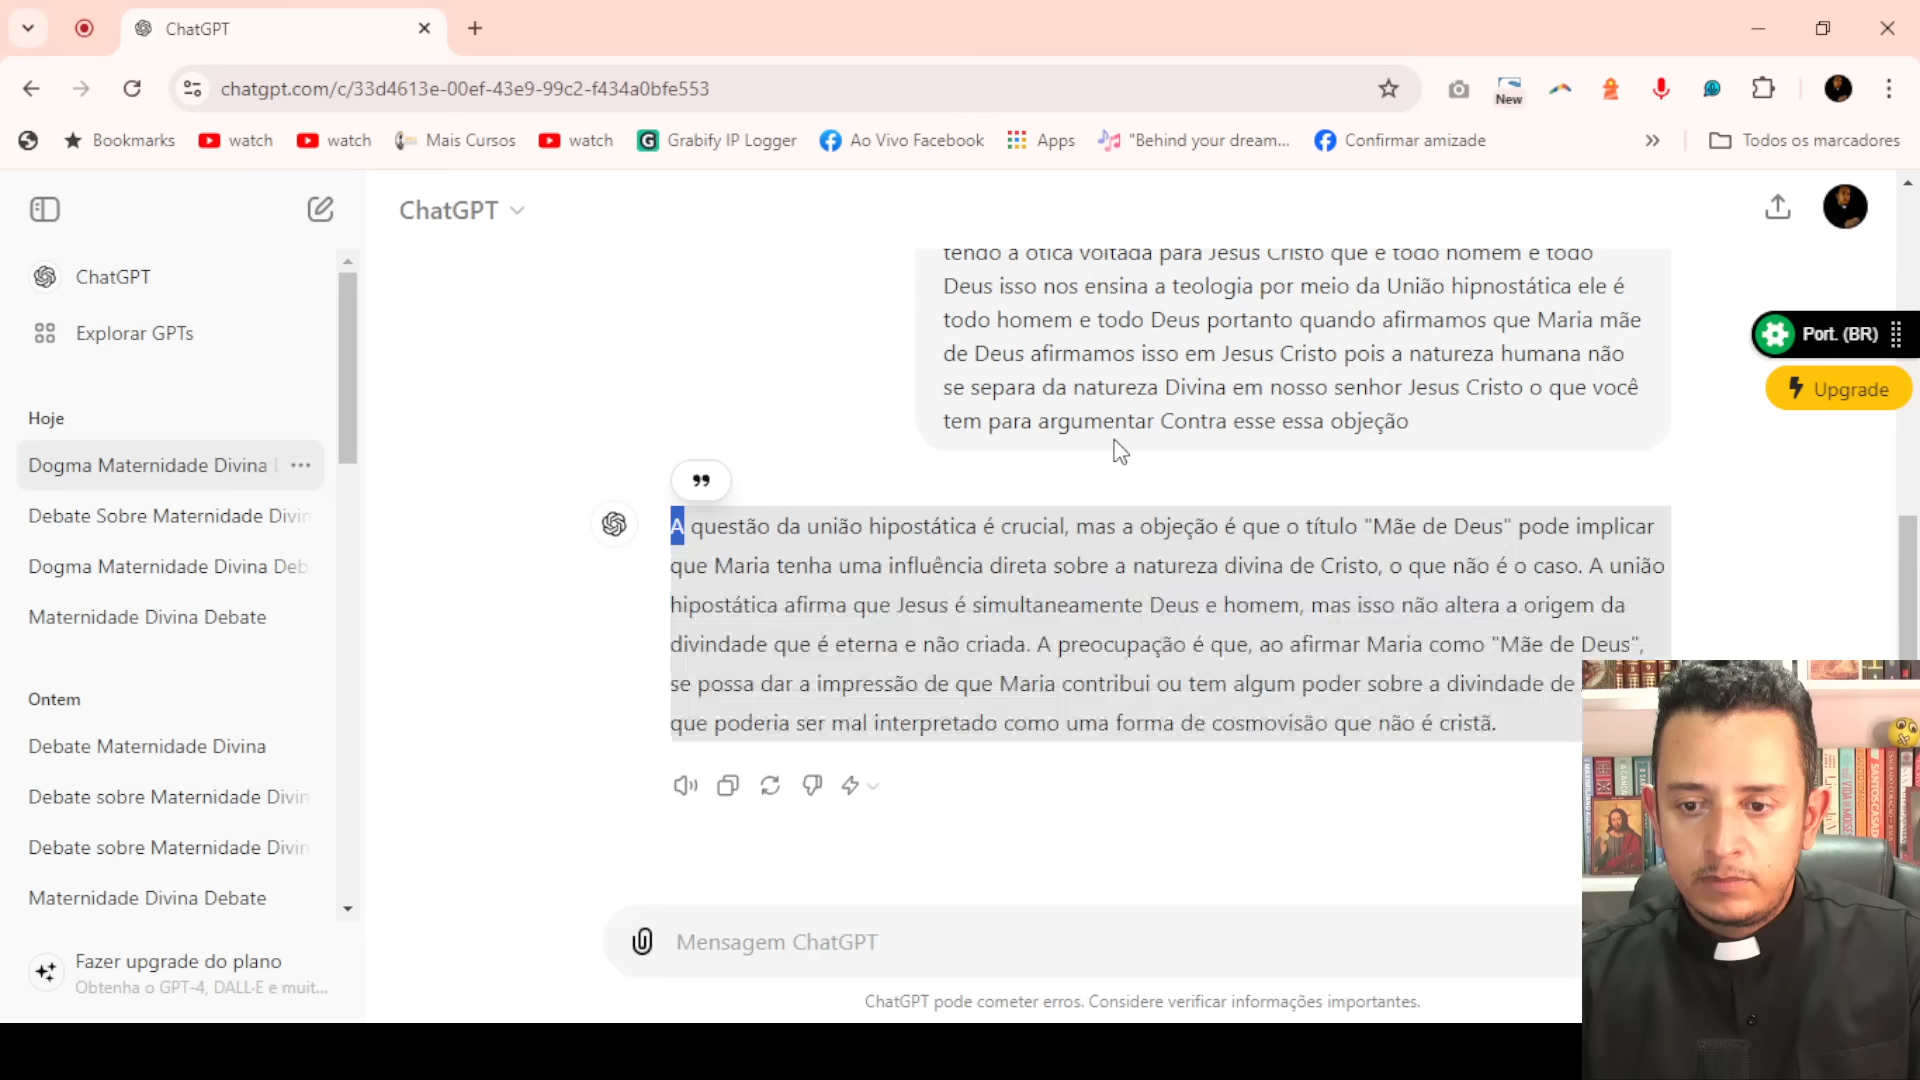 ChatGPT
chatgpt.com/c/33d4613e-00ef-43e9-99c2-f434a0bfe553
New
Bookmarks
watch
watch
Mais Cursos
watch
Grabify IP Logger
Ao Vivo Facebook
Apps
"Behind your dream...
Confirmar amizade
Todos os marcadores
ChatGPT
ChatGPT
Explorar GPTs
Hoje
Dogma Maternidade Divina
Debate Sobre Maternidade Divin
Dogma Maternidade Divina Deb
Maternidade Divina Debate
Ontem
Debate Maternidade Divina
Debate sobre Maternidade Divin
Debate sobre Maternidade Divin
Maternidade Divina Debate
Fazer upgrade do plano
Obtenha o GPT-4, DALL·E e muit...
tendo a ótica voltada para Jesus Cristo que é todo homem e todo
Deus isso nos ensina a teologia por meio da União hipnostática ele é
todo homem e todo Deus portanto quando afirmamos que Maria mãe
de Deus afirmamos isso em Jesus Cristo pois a natureza humana não
se separa da natureza Divina em nosso senhor Jesus Cristo o que você
tem para argumentar Contra esse essa objeção
Port. (BR)
Upgrade
A questão da união hipostática é crucial, mas a objeção é que o título "Mãe de Deus" pode implicar
que Maria tenha uma influência direta sobre a natureza divina de Cristo, o que não é o caso. A união
hipostática afirma que Jesus é simultaneamente Deus e homem, mas isso não altera a origem da
divindade que é eterna e não criada. A preocupação é que, ao afirmar Maria como "Mãe de Deus",
se possa dar a impressão de que Maria contribui ou tem algum poder sobre a divindade de
que poderia ser mal interpretado como uma forma de cosmovisão que não é cristã.
Mensagem ChatGPT
ChatGPT pode cometer erros. Considere verificar informações importantes.